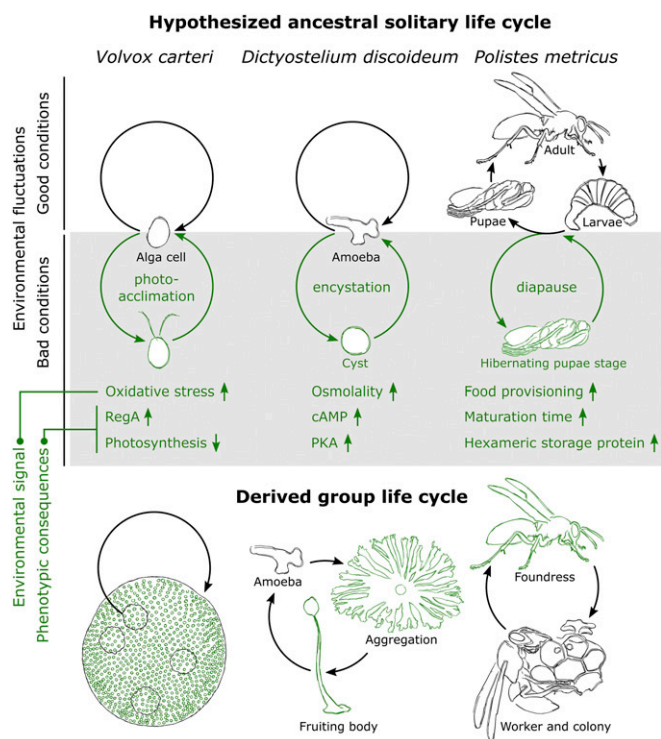 Hypothesized ancestral solitary life cycle
Volvox carteri
Dictyostelium discoideum
Polistes metricus
Environmental fluctuations
Good conditions
Bad conditions
Adult
Pupae
Larvae
Alga cell
Amoeba
photo-
acclimation
encystation
diapause
Cyst
Hibernating pupae stage
Oxidative stress
Osmolality
Food provisioning
RegA
cAMP
Maturation time
Photosynthesis
PKA
Hexameric storage protein
Environmental signal
Phenotypic consequences
Derived group life cycle
Amoeba
Aggregation
Fruiting body
Foundress
Worker and colony